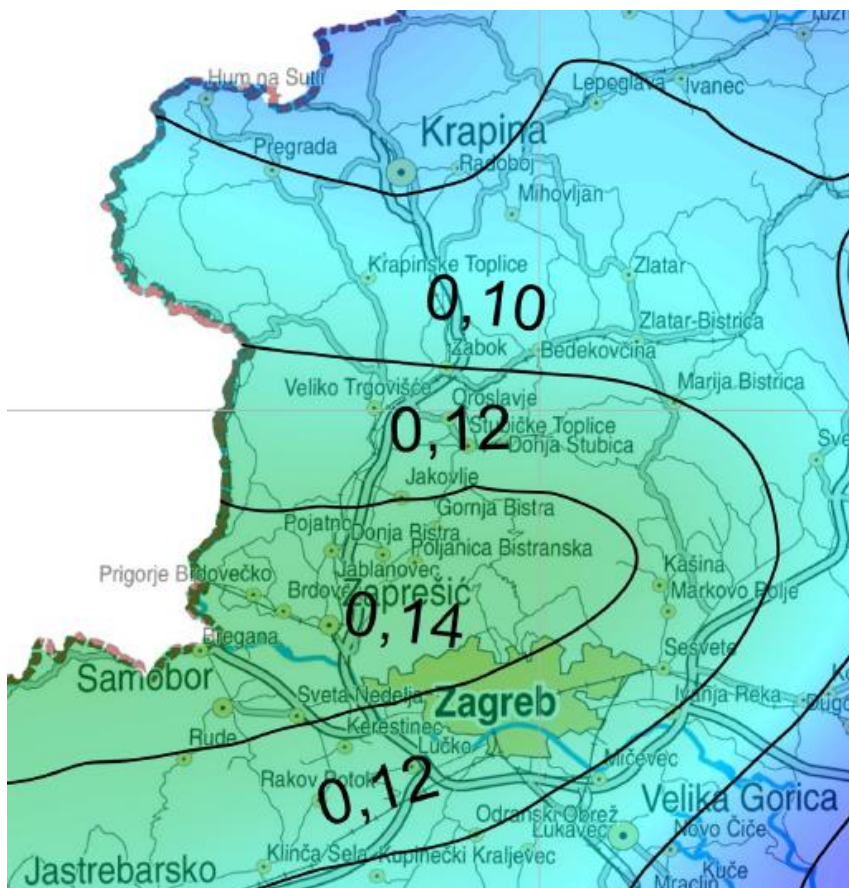 Hum na Sutli
Lepoglava
Ivanec
Krapina
Pregrada
Radoboj
Mihovljan
Krapinske Toplice
Zlatar
0,10
Zlatar-Bistrica
Zabok
Bedekovčina
Veliko Trgovišće
Marija Bistrica
Oroslavje
0,12
Stubičke Toplice
Donja Stubica
Jakovlje
Gornja Bistra
Pojatno
Donja Bistra
Poljanica Bistranska
Prigorje Brdovečko
Jablanovec
Kašina
Zaprešić
Markovo Polje
0,14
Bregana
Sesvete
Samobor
Zagreb
Sveta Nedelja
Ivanja Reka
Kerestinec
Rude
Lučko
Mičevec
Rakov Potok
0,12
Velika Gorica
Odranski Obrež
Lukavec
Novo Čiče
Jastrebarsko
Klinča Sela
Kupinečki Kraljevec
Kuče